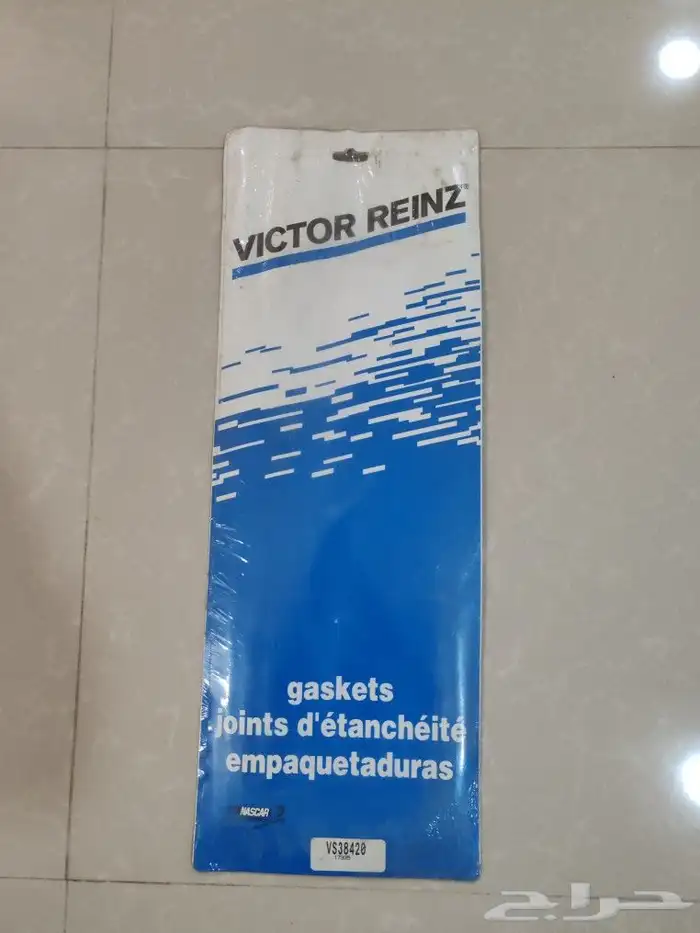 VICTOR REINZ
gaskets
joints d'étanchéité
empaquetaduras
NASCAR
VS38420
حراج